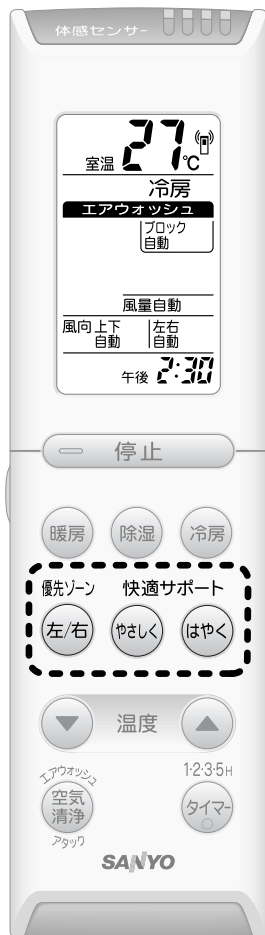 体感センサー
室温 27℃
冷房
エアウォッシュ
ブロック
自動
風量自動
風向 上下 左右
自動 自動
午後 2:30
停止
暖房 除湿 冷房
優先ゾーン 快適サポート
左/右 やさしく はやく
温度
エアウォッシュ 1・2・3・5H
空気
清浄 タイマー
アタック
SANYO